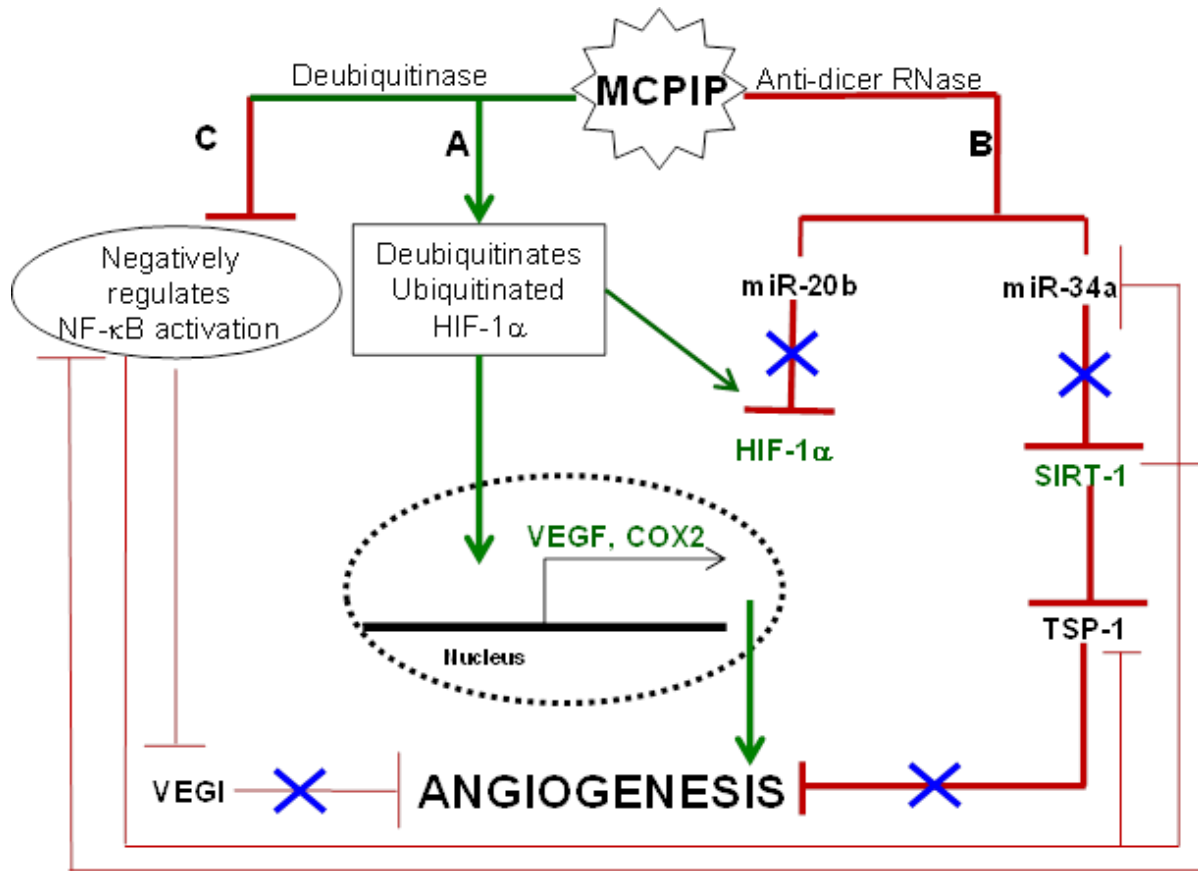 Deubiquitinase
MCPIP
Anti-dicer RNase
C
A
B
Negatively
regulates
NF-κB activation
Deubiquitinates
Ubiquitinated
HIF-1α
miR-20b
miR-34a
HIF-1α
SIRT-1
VEGF, COX2
Nucleus
TSP-1
VEGI
ANGIOGENESIS